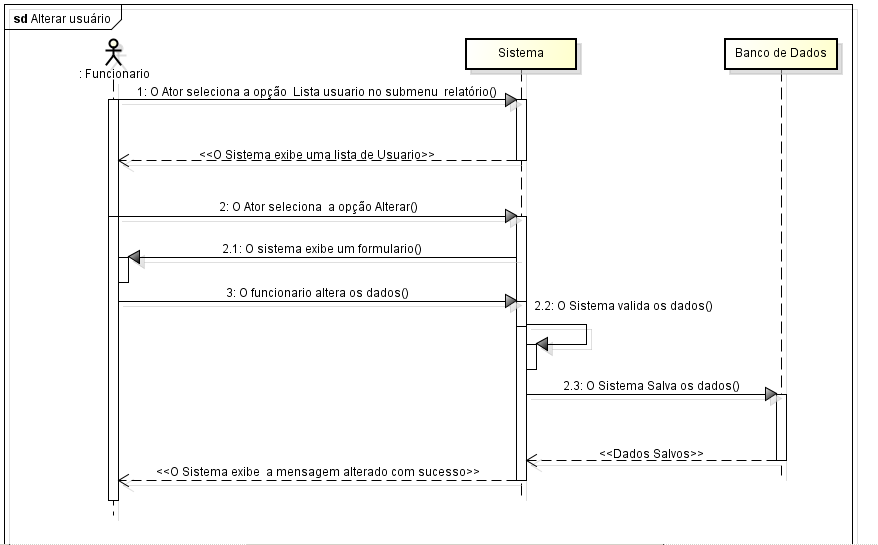 sd Alterar usuário
: Funcionario
Sistema
Banco de Dados
1: O Ator seleciona a opção Lista usuario no submenu relatório()
<<O Sistema exibe uma lista de Usuario>>
2: O Ator seleciona a opção Alterar()
2.1: O sistema exibe um formulario()
3: O funcionario altera os dados()
2.2: O Sistema valida os dados()
2.3: O Sistema Salva os dados()
<<Dados Salvos>>
<<O Sistema exibe a mensagem alterado com sucesso>>